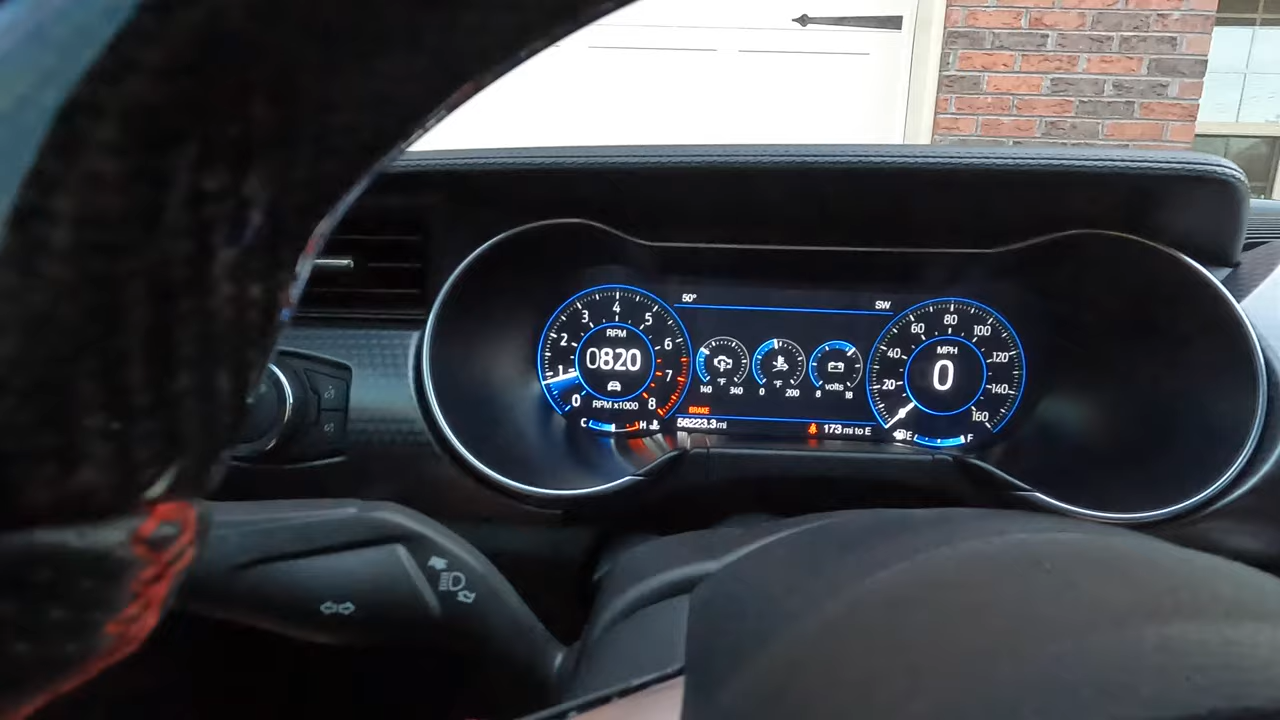 50° SW
0 1 2 3 4 5 6 7 8
RPM
0820
RPM x1000
C H
140 °F 340
0 °F 200
8 volts 18
20 40 60 80 100 120 140 160
MPH
0
BRAKE
56223.3 mi
173 mi to E
E F